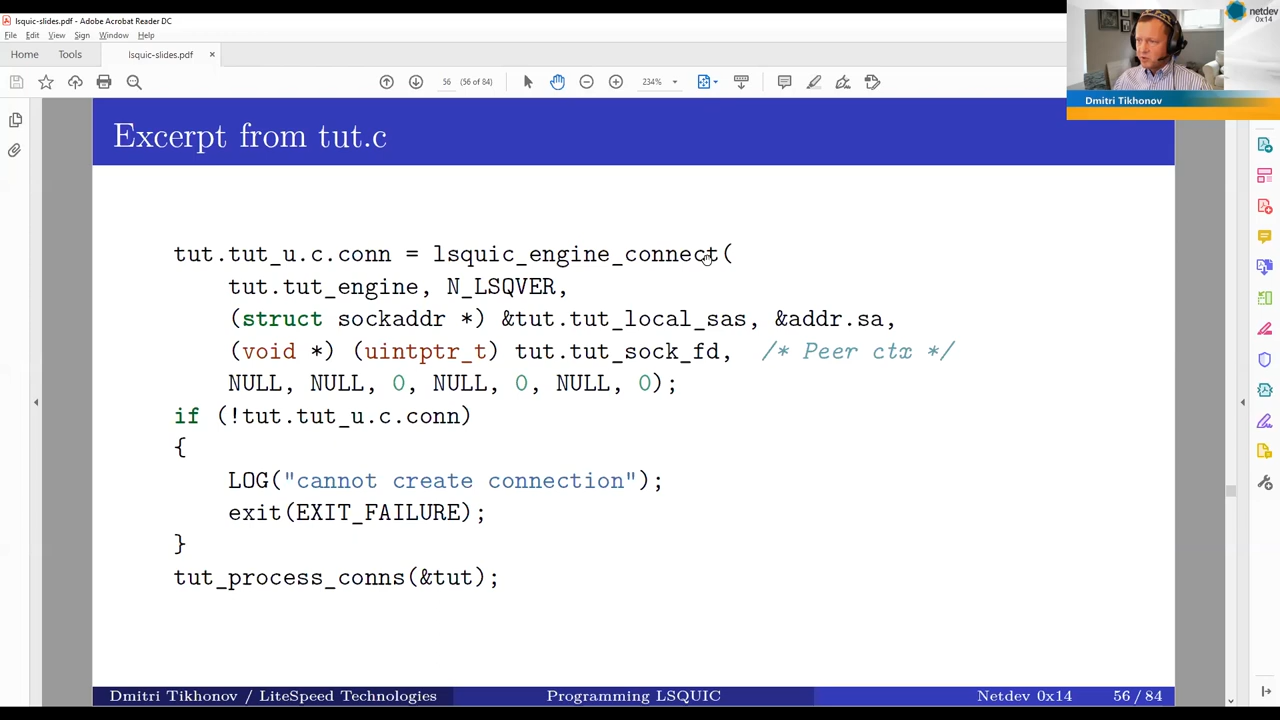 lsquic-slides.pdf - Adobe Acrobat Reader DC
File Edit View Sign Window Help
Home Tools lsquic-slides.pdf ×
56 (56 of 84) 234%
netdev
0x14
Dmitri Tikhonov
Excerpt from tut.c
tut.tut_u.c.conn = lsquic_engine_connect(
tut.tut_engine, N_LSQVER,
(struct sockaddr *) &tut.tut_local_sas, &addr.sa,
(void *) (uintptr_t) tut.tut_sock_fd, /* Peer ctx */
NULL, NULL, 0, NULL, 0, NULL, 0);
if (!tut.tut_u.c.conn)
{
LOG("cannot create connection");
exit(EXIT_FAILURE);
}
tut_process_conns(&tut);
Dmitri Tikhonov / LiteSpeed Technologies Programming LSQUIC Netdev 0x14 56 / 84